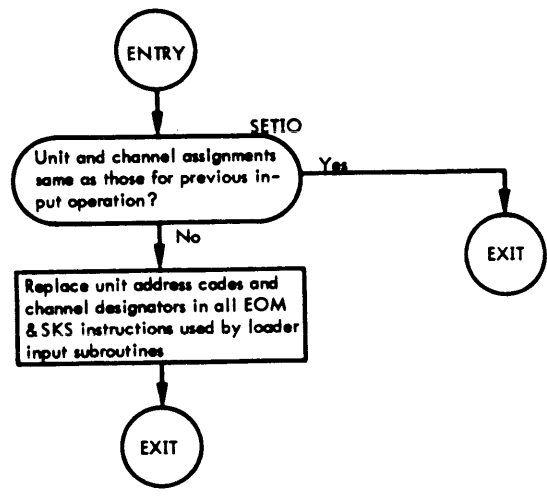 ENTRY
SETIO
Unit and channel assignments
same as those for previous in-
put operation?
Yes
No
EXIT
Replace unit address codes and
channel designators in all EOM
& SKS instructions used by loader
input subroutines
EXIT